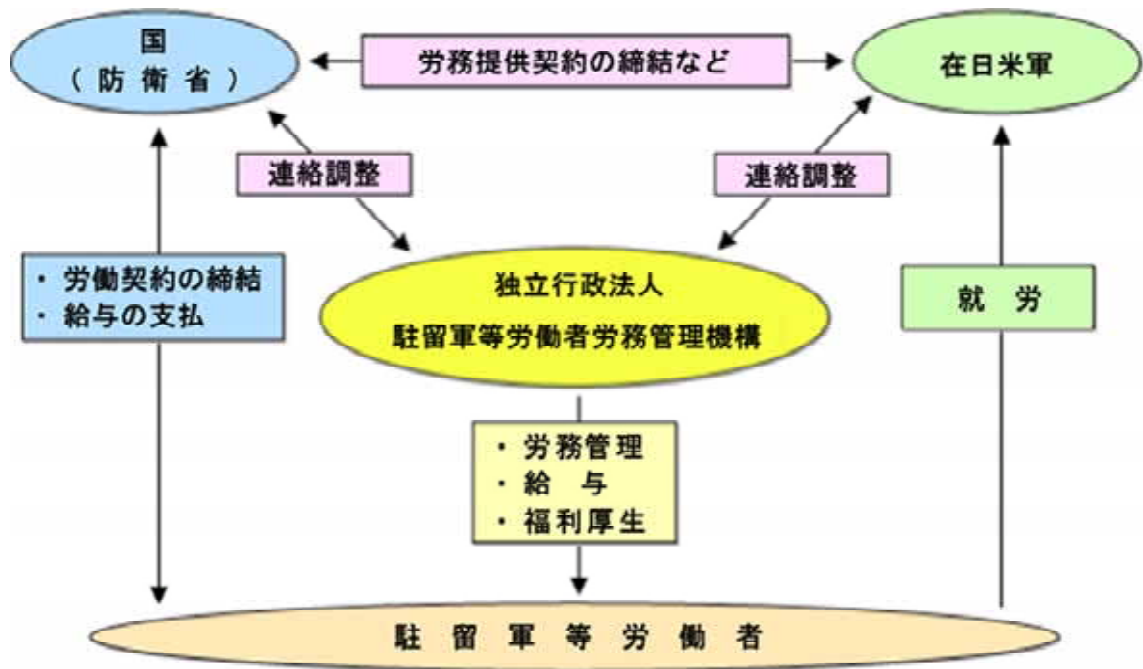 国
(防衛省)
労務提供契約の締結など
在日米軍
連絡調整
連絡調整
・労働契約の締結
・給与の支払
独立行政法人
駐留軍等労働者労務管理機構
就労
・労務管理
・給与
・福利厚生
駐留軍等労働者